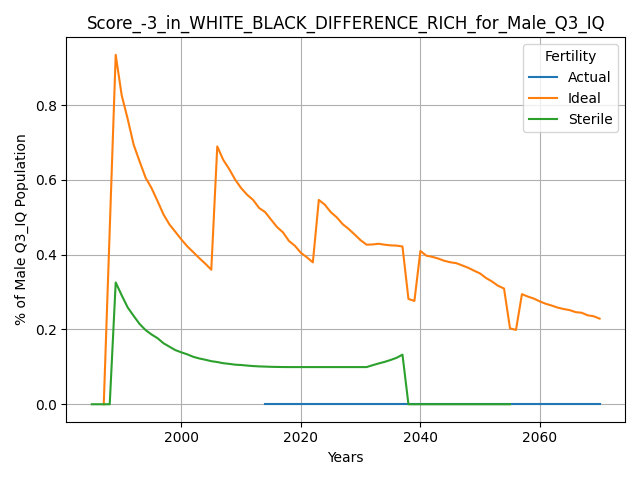 Score_-3_in_WHITE_BLACK_DIFFERENCE_RICH_for_Male_Q3_IQ
Fertility
Actual
Ideal
Sterile
% of Male Q3_IQ Population
0.8
0.6
0.4
0.2
0.0
2000
2020
2040
2060
Years